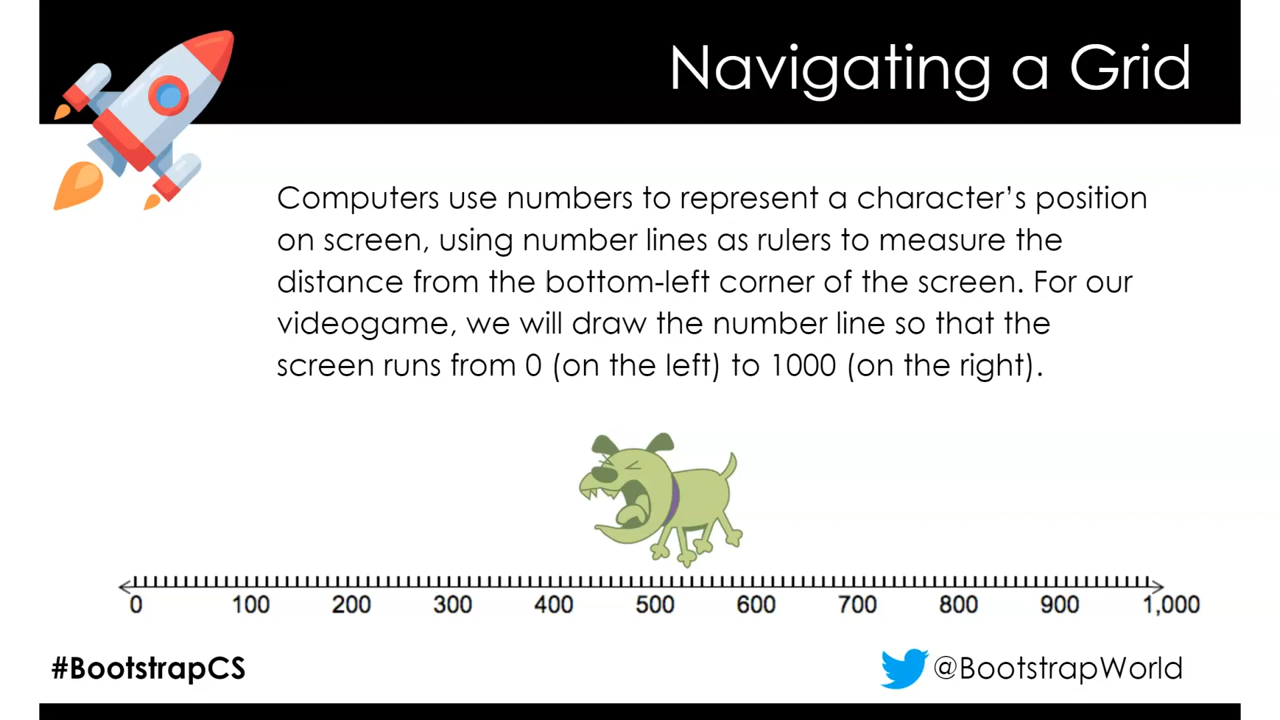 Navigating a Grid
Computers use numbers to represent a character’s position
on screen, using number lines as rulers to measure the
distance from the bottom-left corner of the screen. For our
videogame, we will draw the number line so that the
screen runs from 0 (on the left) to 1000 (on the right).
0 100 200 300 400 500 600 700 800 900 1,000
#BootstrapCS @BootstrapWorld